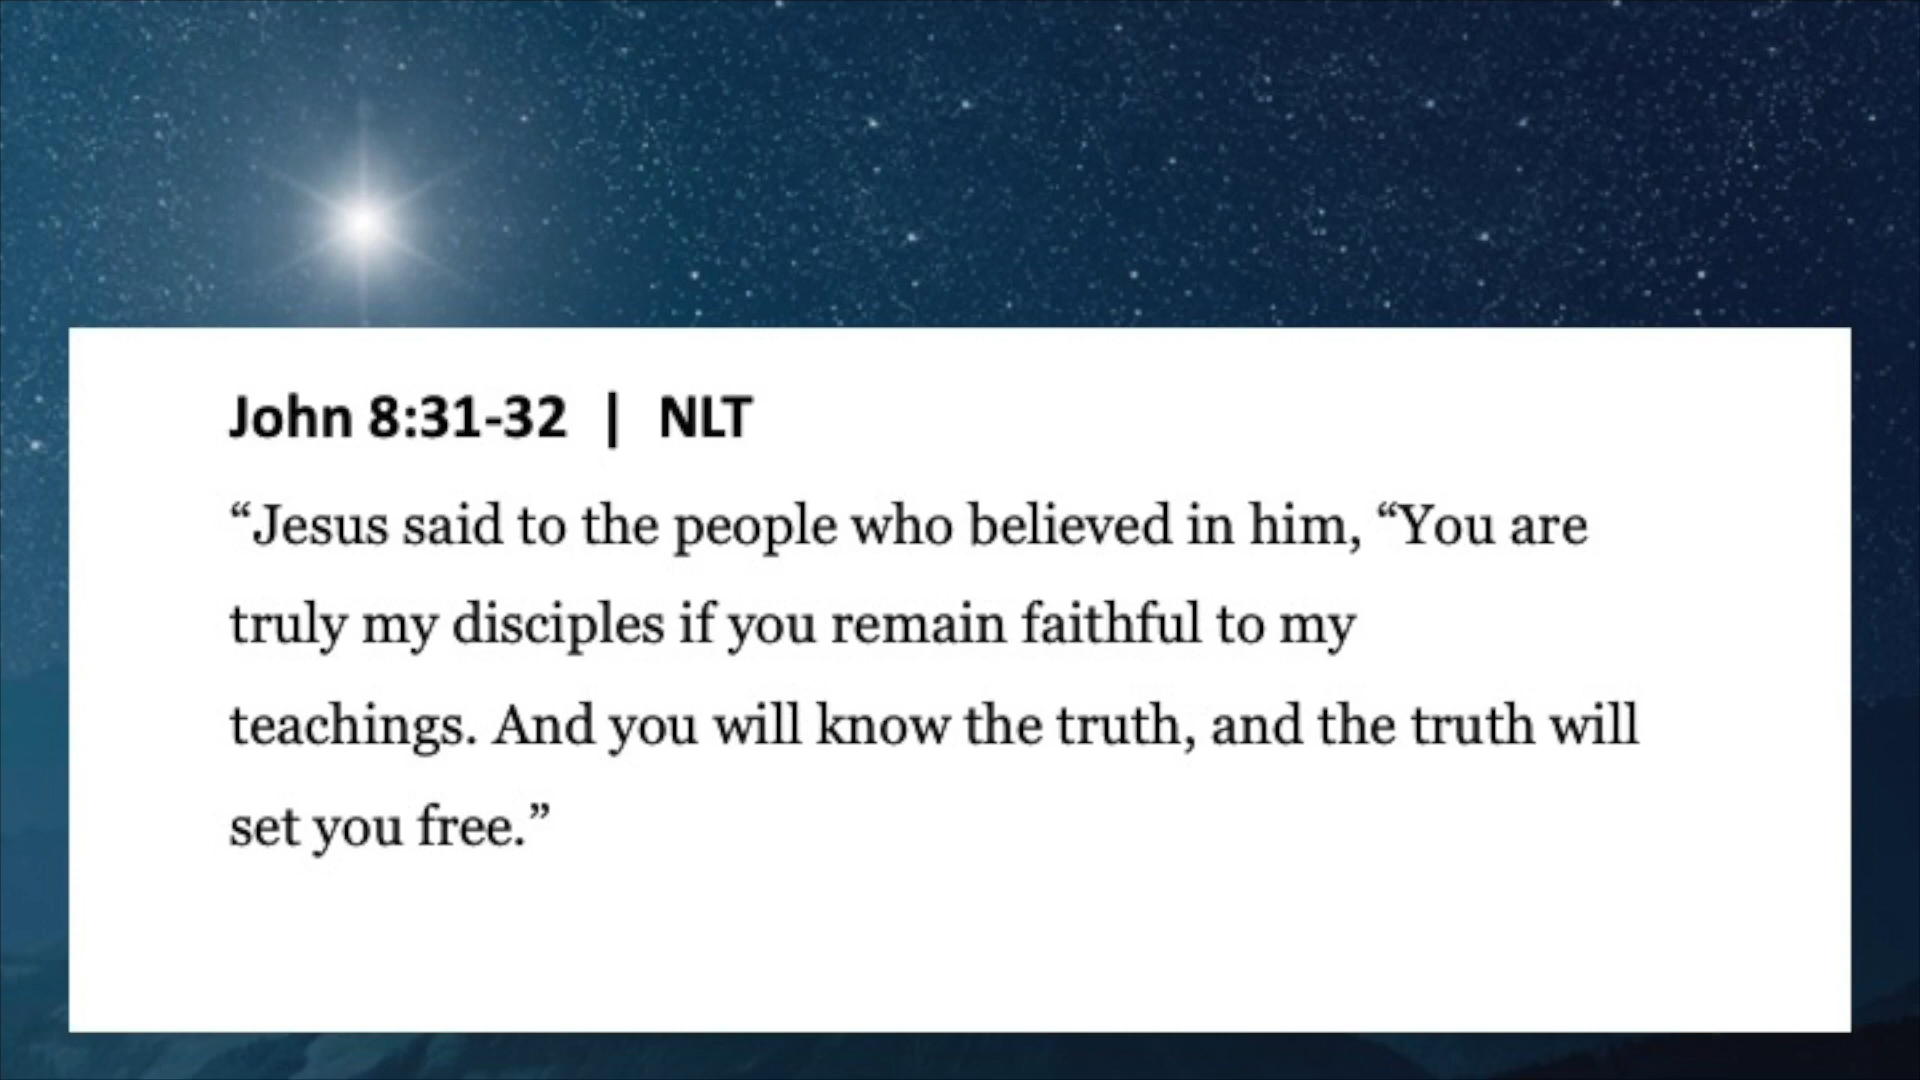 John 8:31-32 | NLT
“Jesus said to the people who believed in him, “You are
truly my disciples if you remain faithful to my
teachings. And you will know the truth, and the truth will
set you free.”